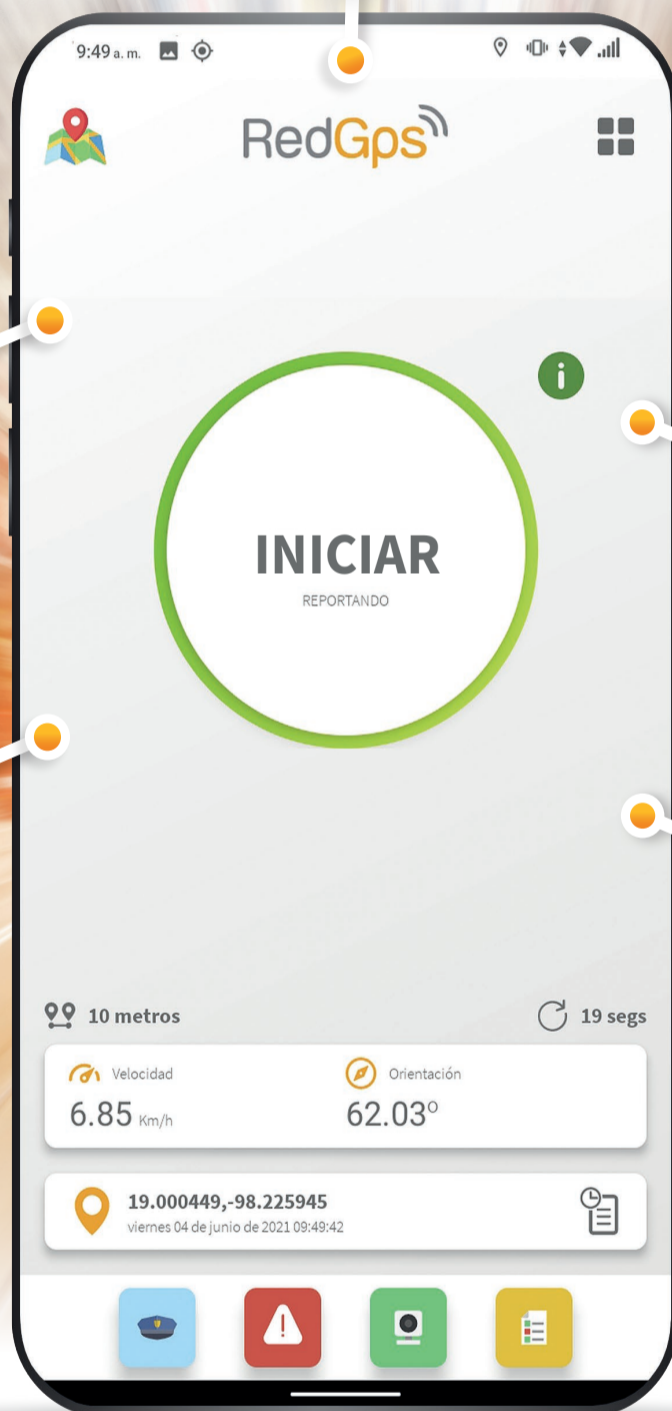 9:49 a. m.
RedGps
i
INICIAR
REPORTANDO
10 metros
19 segs
Velocidad
Orientación
6.85 Km/h
62.03°
19.000449,-98.225945
viernes 04 de junio de 2021 09:49:42